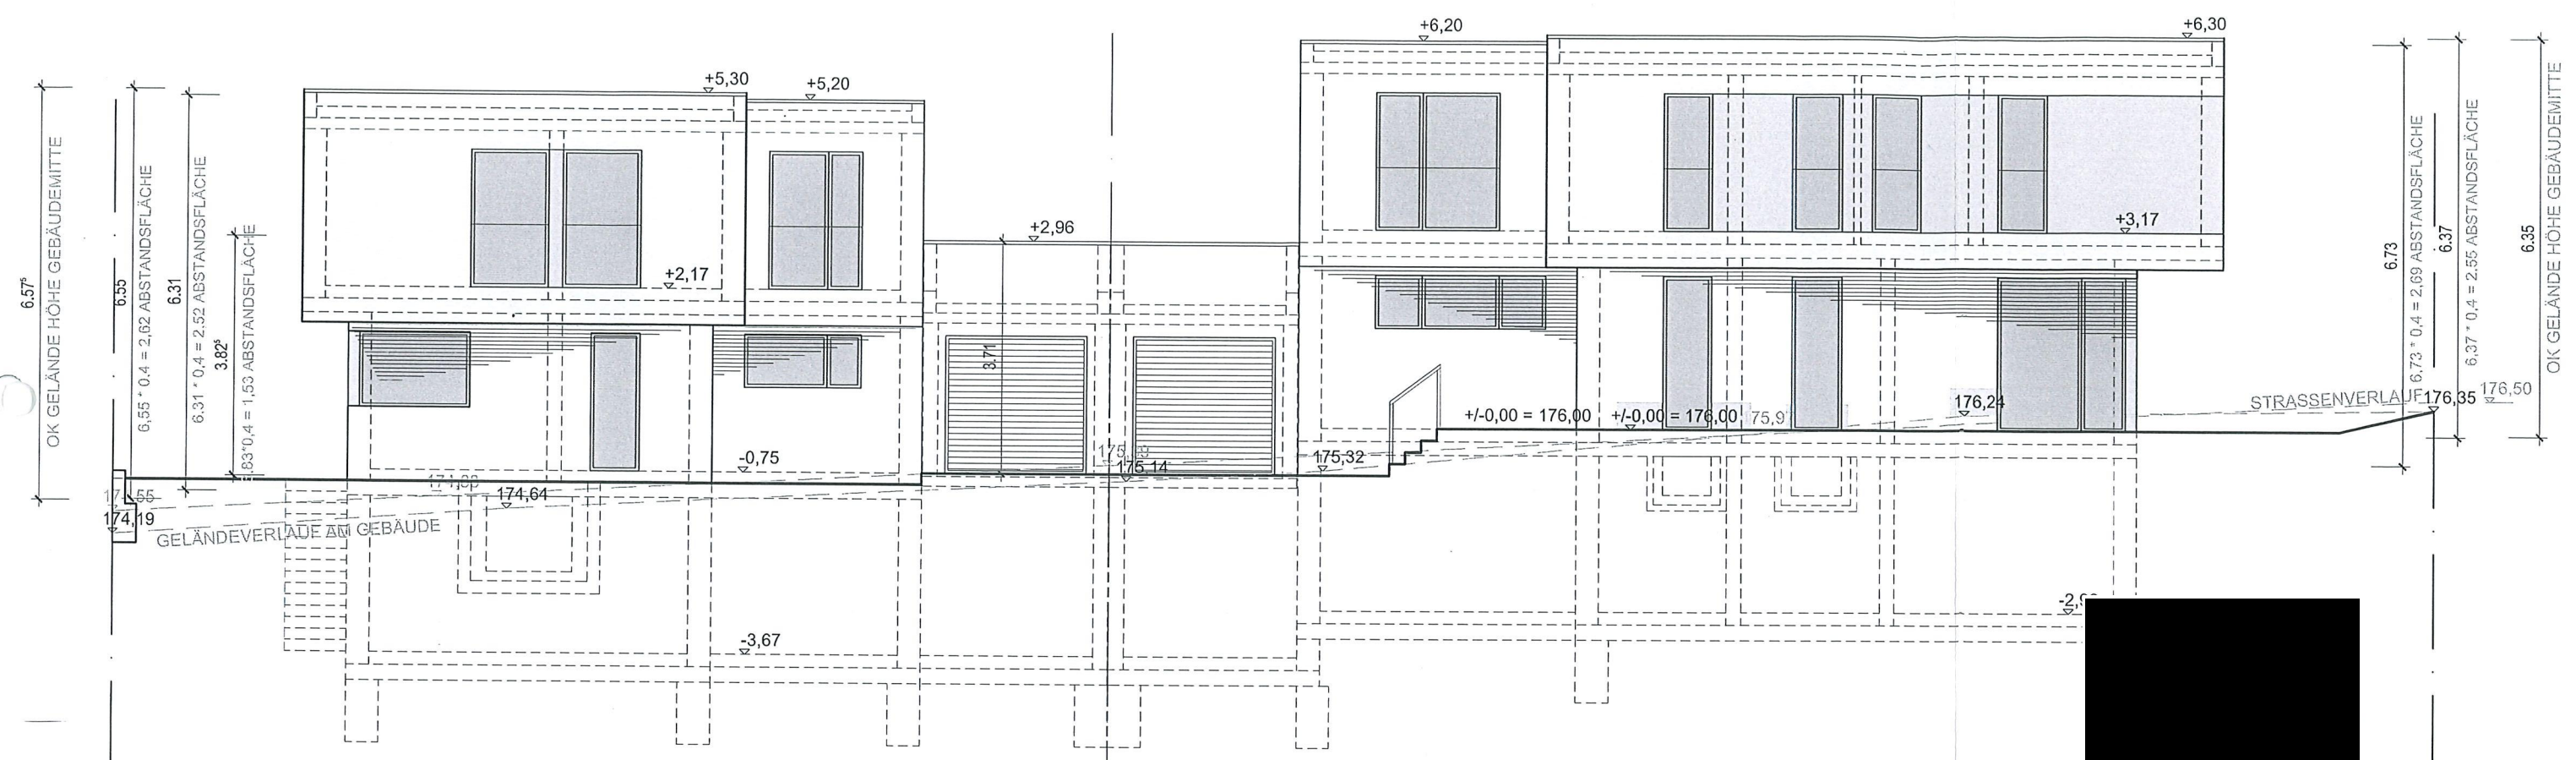 +6,20
+6,30
+5,30
+5,20
+2,96
+3,17
+2,17
6.57⁵
OK GELÄNDE HÖHE GEBÄUDEMITTE
6.55
6,55 * 0,4 = 2,62 ABSTANDSFLÄCHE
6.31
6.31 * 0,4 = 2.52 ABSTANDSFLÄCHE
3.82⁵
,83*0,4 = 1,53 ABSTANDSFLÄCHE
3.71
6.73
6,73 * 0,4 = 2,69 ABSTANDSFLÄCHE
6.37
6,37 * 0,4 = 2.55 ABSTANDSFLÄCHE
6.35
OK GELÄNDE HÖHE GEBÄUDEMITTE
+/-0,00 = 176,00
+/-0,00 = 176,00
176,24
STRASSENVERLAUF
176,35
176,50
-0,75
175,14
175,32
174,64
174,19
GELÄNDEVERLAUF AM GEBÄUDE
-3,67